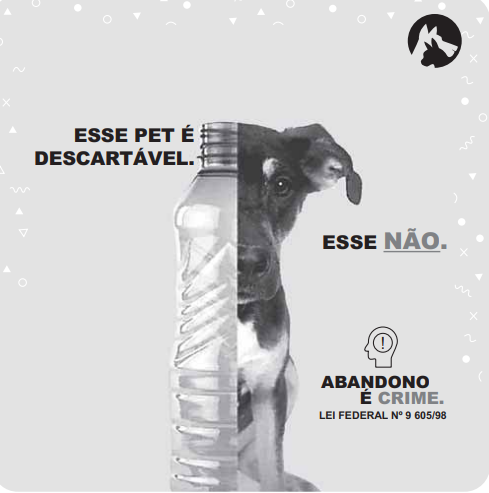 ESSE PET É
DESCARTÁVEL.
ESSE NÃO.
ABANDONO
É CRIME.
LEI FEDERAL Nº 9 605/98